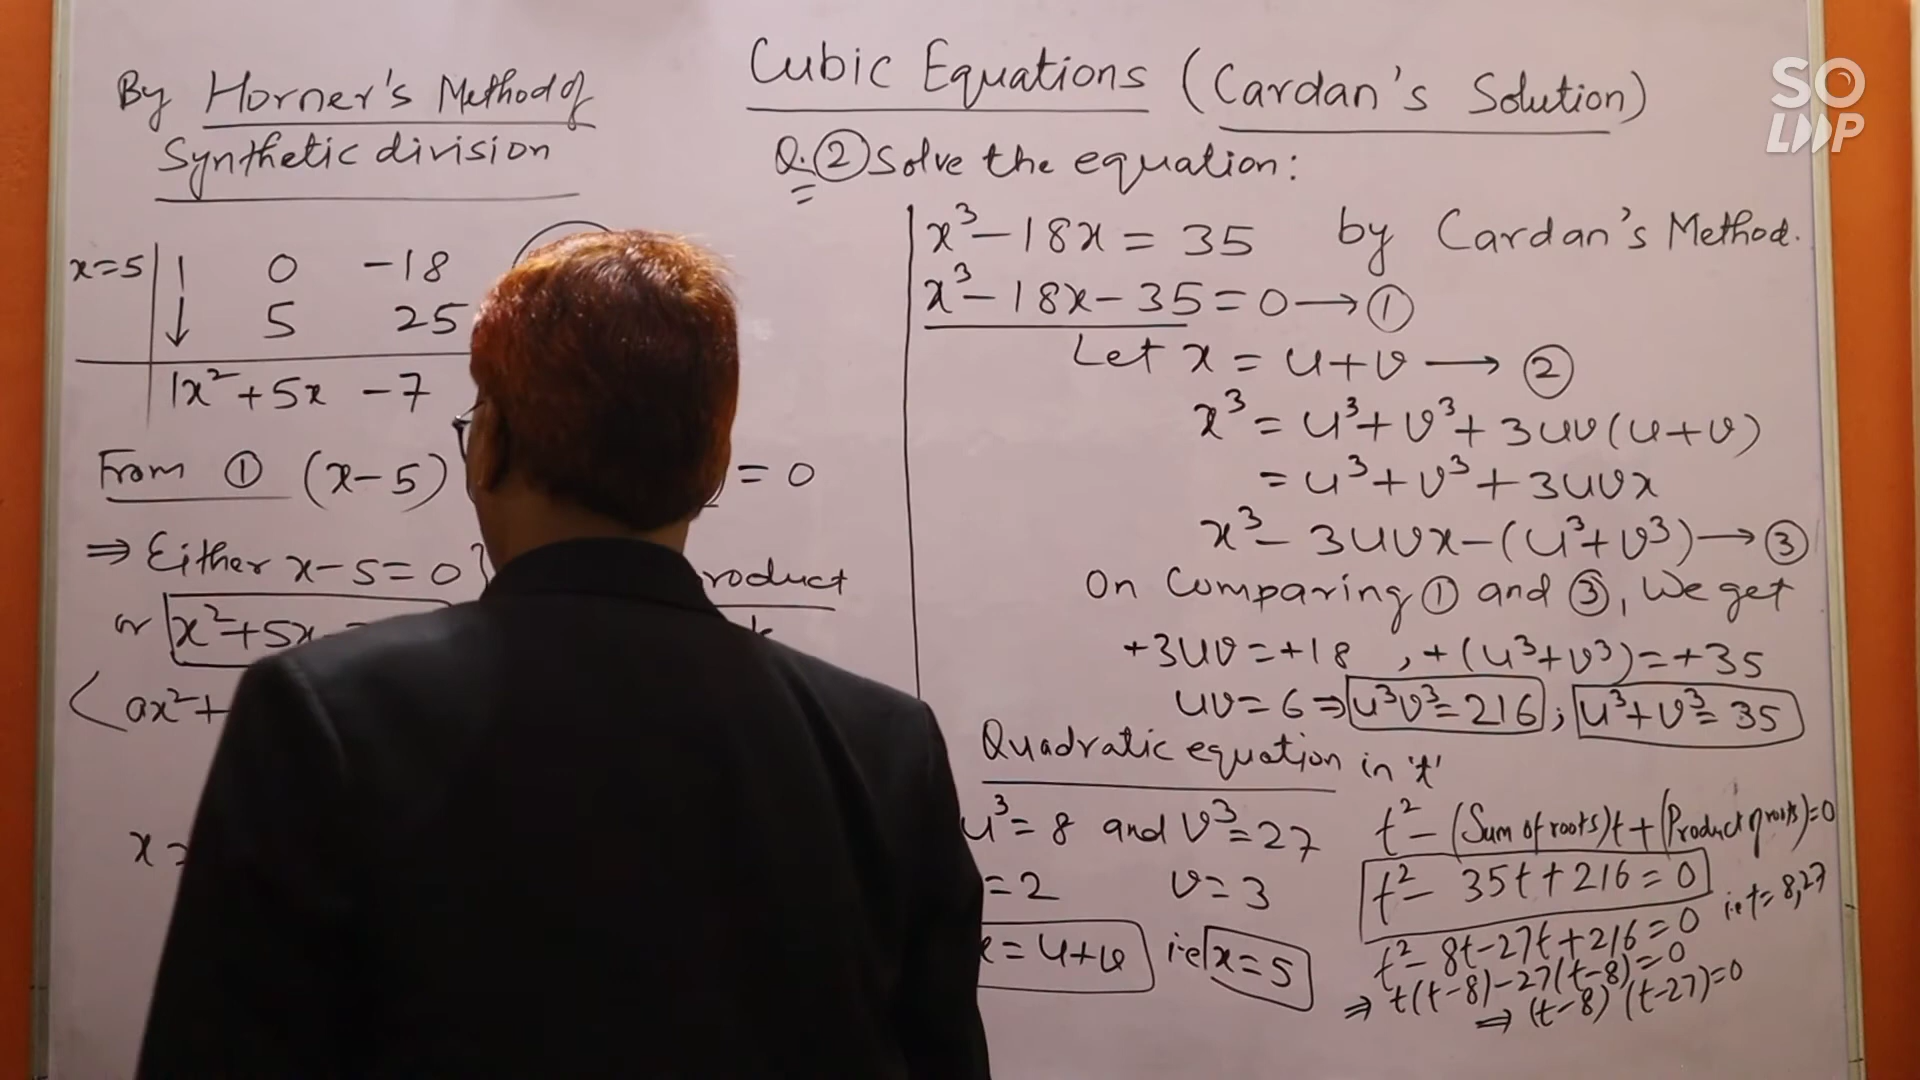 Cubic Equations (Cardan's Solution)
SO
LOOP
By Horner's Method of
Synthetic division
x=5 | 1 0 -18
↓ 5 25
1x²+5x -7
From ① (x-5) = 0
⇒ Either x-5=0
or x²+5x
ax²+
x=
Q.② Solve the equation:
x³-18x = 35 by Cardan's Method.
x³-18x-35=0 → ①
Let x = u+v → ②
x³ = u³+v³+3uv(u+v)
= u³+v³+3uvx
x³-3uvx-(u³+v³) → ③
On Comparing ① and ③, We get
+3uv=+18 , +(u³+v³)=+35
uv=6 ⇒ u³v³=216 ; u³+v³=35
Quadratic equation in 't'
u³=8 and v³=27
=2 v=3
x=u+v i.e x=5
t²-(Sum of roots)t+(Product of roots)=0
t²-35t+216=0 i.e t=8,27
t²-8t-27t+216=0
⇒ t(t-8)-27(t-8)=0
⇒ (t-8) (t-27)=0